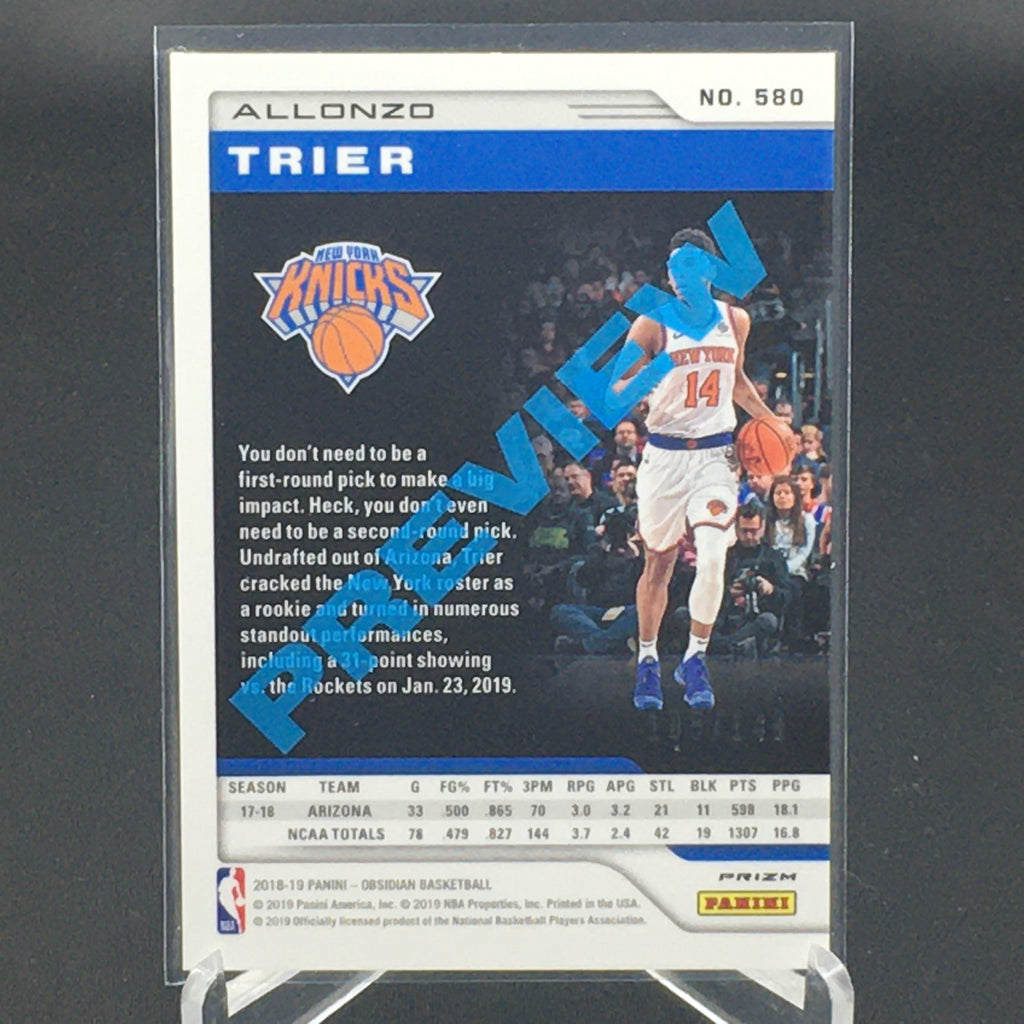 ALLONZO
NO. 580
TRIER
NEW YORK
KNICKS
PREVIEW
NEW YORK
14
You don't need to be a
first-round pick to make a big
impact. Heck, you don't even
need to be a second-round pick.
Undrafted out of Arizona, Trier
cracked the New York roster as
a rookie and turned in numerous
standout performances,
including a 31-point showing
vs. the Rockets on Jan. 23, 2019.
SEASON TEAM G FG% FT% 3PM RPG APG STL BLK PTS PPG
17-18 ARIZONA 33 .500 .865 70 3.0 3.2 21 11 598 18.1
NCAA TOTALS 78 .479 .827 144 3.7 2.4 42 19 1307 16.8
PRIZM
2018-19 PANINI – OBSIDIAN BASKETBALL
© 2019 Panini America, Inc. © 2019 NBA Properties, Inc. Printed in the USA.
© 2019 Officially licensed product of the National Basketball Players Association.
NBA
PANINI